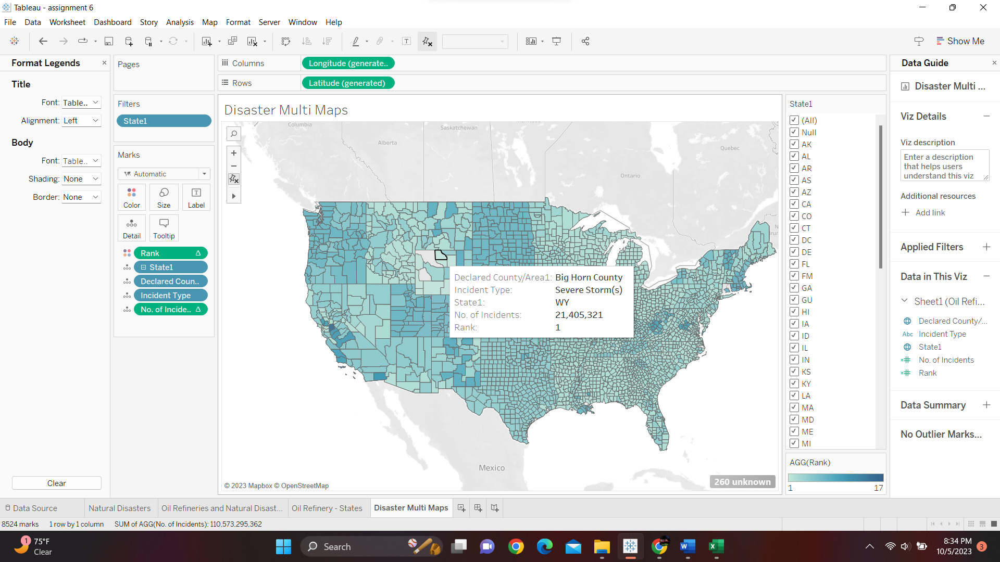 Tableau - assignment 6
File Data Worksheet Dashboard Story Analysis Map Format Server Window Help
Show Me
Format Legends
Title
Font: Table..
Alignment: Left
Body
Font: Table..
Shading: None
Border: None
Clear
Pages
Filters
State1
Marks
Automatic
Color Size Label
Detail Tooltip
Rank
State1
Declared Coun..
Incident Type
No. of Incide..
Columns Longitude (generate..
Rows Latitude (generated)
Disaster Multi Maps
Columbia
Alberta
Saskatchewan
Ontario
Quebec
Mexico
Declared County/Area1: Big Horn County
Incident Type: Severe Storm(s)
State1: WY
No. of Incidents: 21,405,321
Rank: 1
© 2023 Mapbox © OpenStreetMap
260 unknown
State1
(All)
Null
AK
AL
AR
AS
AZ
CA
CO
CT
DC
DE
FL
FM
GA
GU
HI
IA
ID
IL
IN
KS
KY
LA
MA
MD
ME
MI
AGG(Rank)
1 17
Data Guide
Disaster Multi ...
Viz Details
Viz description
Enter a description
that helps users
understand this viz
Additional resources
Add link
Applied Filters
Data in This Viz
Sheet1 (Oil Refi...
Declared County/...
Abc Incident Type
State1
No. of Incidents
Rank
Data Summary
No Outlier Marks...
Data Source Natural Disasters Oil Refineries and Natural Disast... Oil Refinery - States Disaster Multi Maps
8524 marks 1 row by 1 column SUM of AGG(No. of Incidents): 110,573,295,362
1
75°F
Clear
Search
8:34 PM
10/5/2023
3